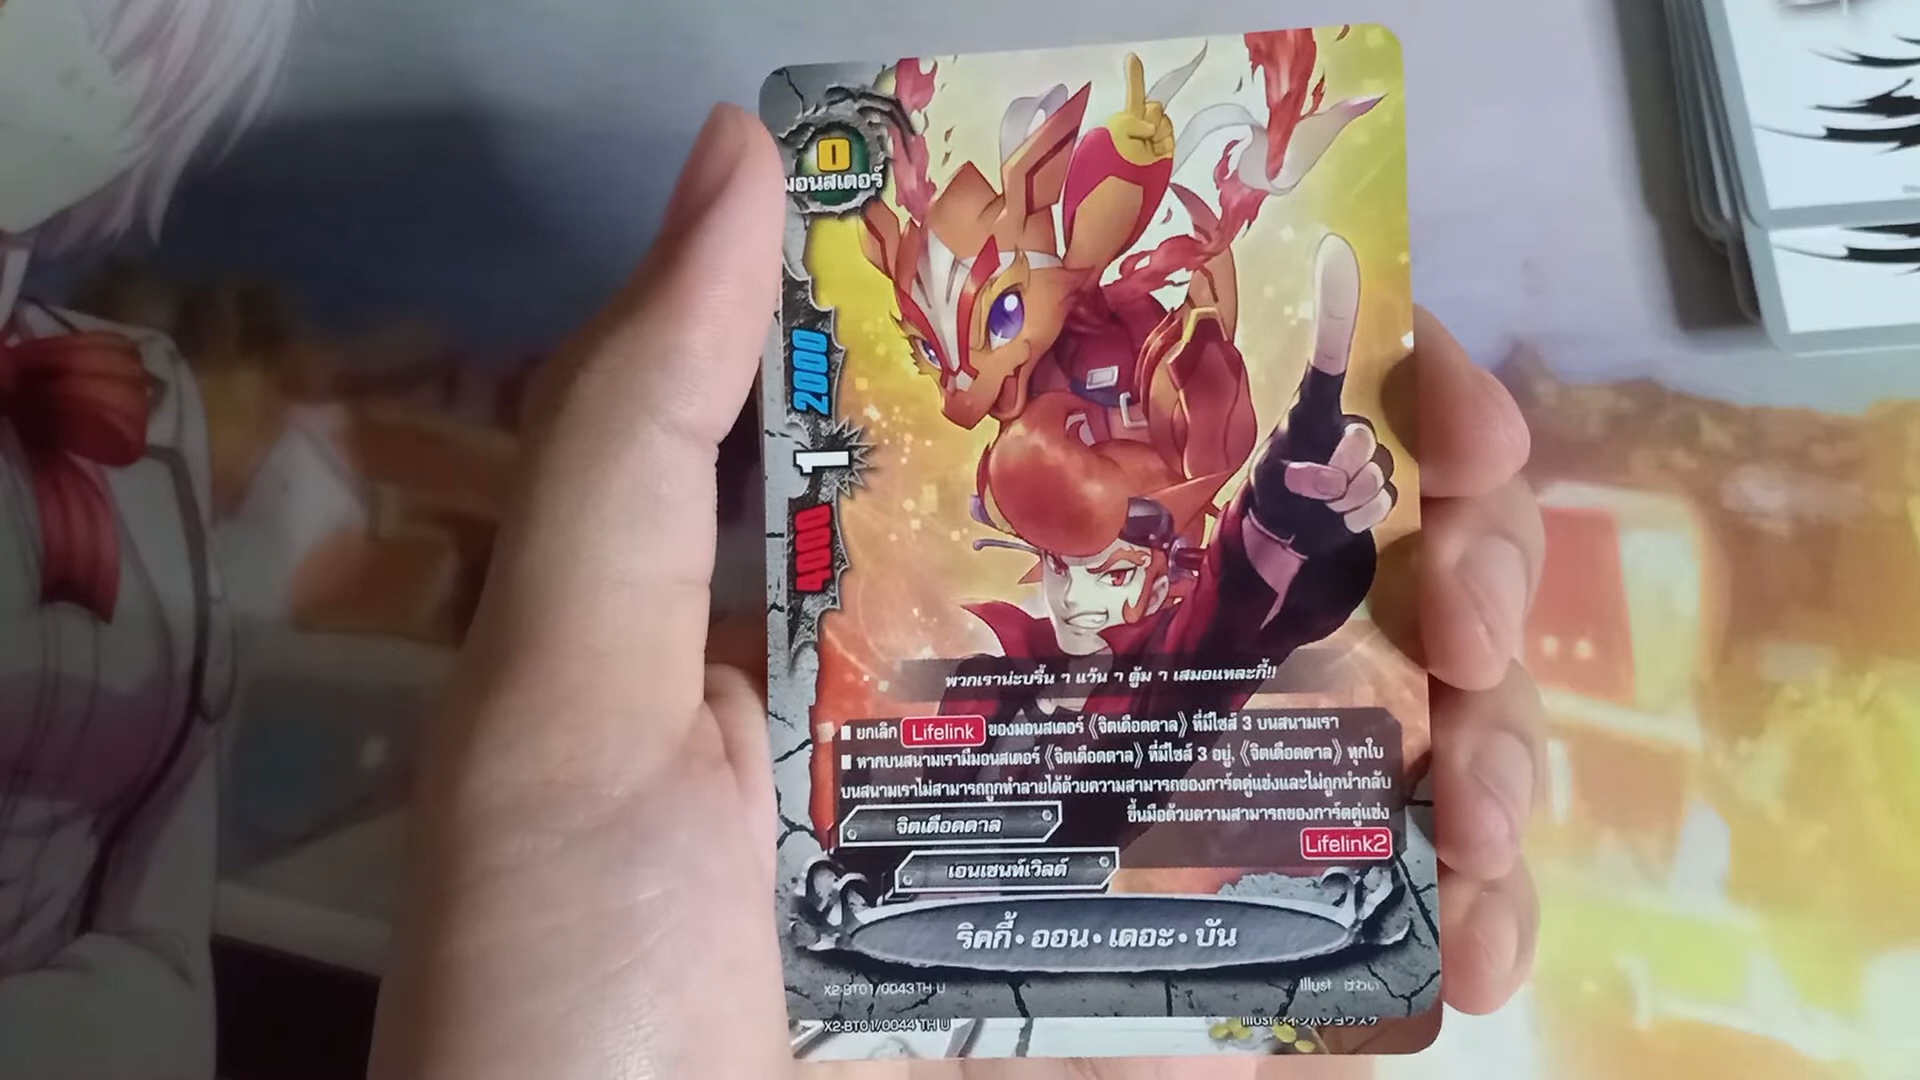 0
มอนสเตอร์
2000
1
4000
พวกเราน่ะบรื้น ๆ แว้น ๆ ตู้ม ๆ เสมอแหละกี้!!
■ ยกเลิก Lifelink ของมอนสเตอร์《จิตเดือดดาล》ที่มีไซส์ 3 บนสนามเรา
■ หากบนสนามเรามีมอนสเตอร์《จิตเดือดดาล》ที่มีไซส์ 3 อยู่,《จิตเดือดดาล》ทุกใบ
บนสนามเราไม่สามารถถูกทำลายได้ด้วยความสามารถของการ์ดคู่แข่งและไม่ถูกนำกลับ
ขึ้นมือด้วยความสามารถของการ์ดคู่แข่ง
Lifelink2
จิตเดือดดาล
เอนเชนท์เวิลด์
ริคกี้・ออน・เดอะ・บัน
X2-BT01/0043TH U
Illust : はわい
X2-BT01/0044 TH U
Illust : イシバシヨウスケ